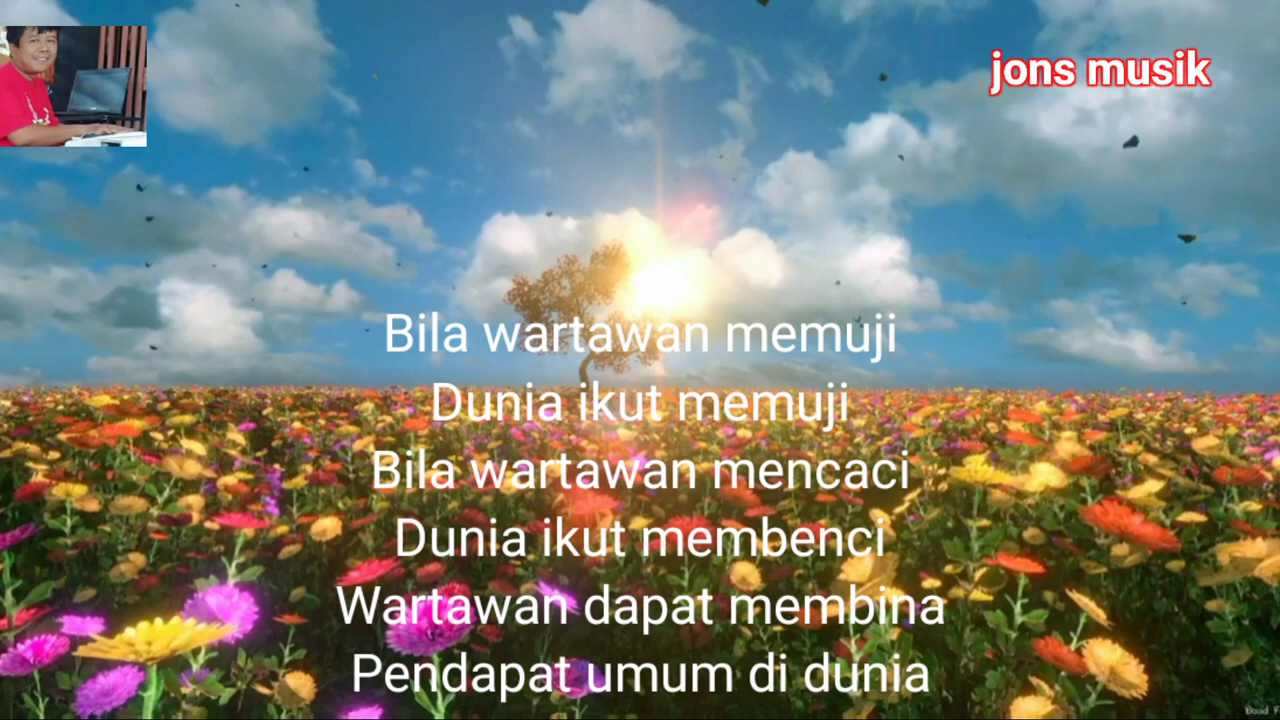 jons musik
Bila wartawan memuji
Dunia ikut memuji
Bila wartawan mencaci
Dunia ikut membenci
Wartawan dapat membina
Pendapat umum di dunia